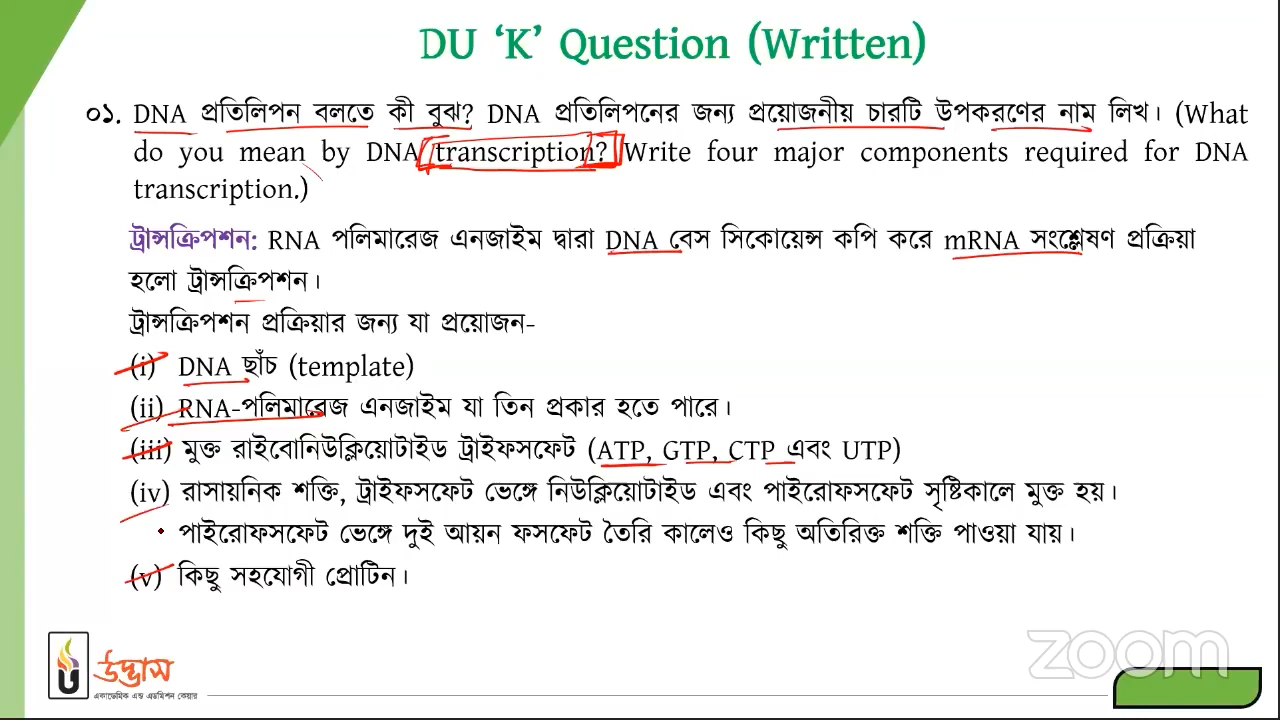 DU ‘K’ Question (Written)
০১. DNA প্রতিলিপন বলতে কী বুঝ? DNA প্রতিলিপনের জন্য প্রয়োজনীয় চারটি উপকরণের নাম লিখ। (What
do you mean by DNA transcription? Write four major components required for DNA
transcription.)
ট্রান্সক্রিপশন: RNA পলিমারেজ এনজাইম দ্বারা DNA বেস সিকোয়েন্স কপি করে mRNA সংশ্লেষণ প্রক্রিয়া
হলো ট্রান্সক্রিপশন।
ট্রান্সক্রিপশন প্রক্রিয়ার জন্য যা প্রয়োজন-
(i) DNA ছাঁচ (template)
(ii) RNA-পলিমারেজ এনজাইম যা তিন প্রকার হতে পারে।
(iii) মুক্ত রাইবোনিউক্লিয়োটাইড ট্রাইফসফেট (ATP, GTP, CTP এবং UTP)
(iv) রাসায়নিক শক্তি, ট্রাইফসফেট ভেঙ্গে নিউক্লিয়োটাইড এবং পাইরোফসফেট সৃষ্টিকালে মুক্ত হয়।
• পাইরোফসফেট ভেঙ্গে দুই আয়ন ফসফেট তৈরি কালেও কিছু অতিরিক্ত শক্তি পাওয়া যায়।
(v) কিছু সহযোগী প্রোটিন।
উদ্ভাস
একাডেমিক এন্ড এডমিশন কেয়ার
zoom